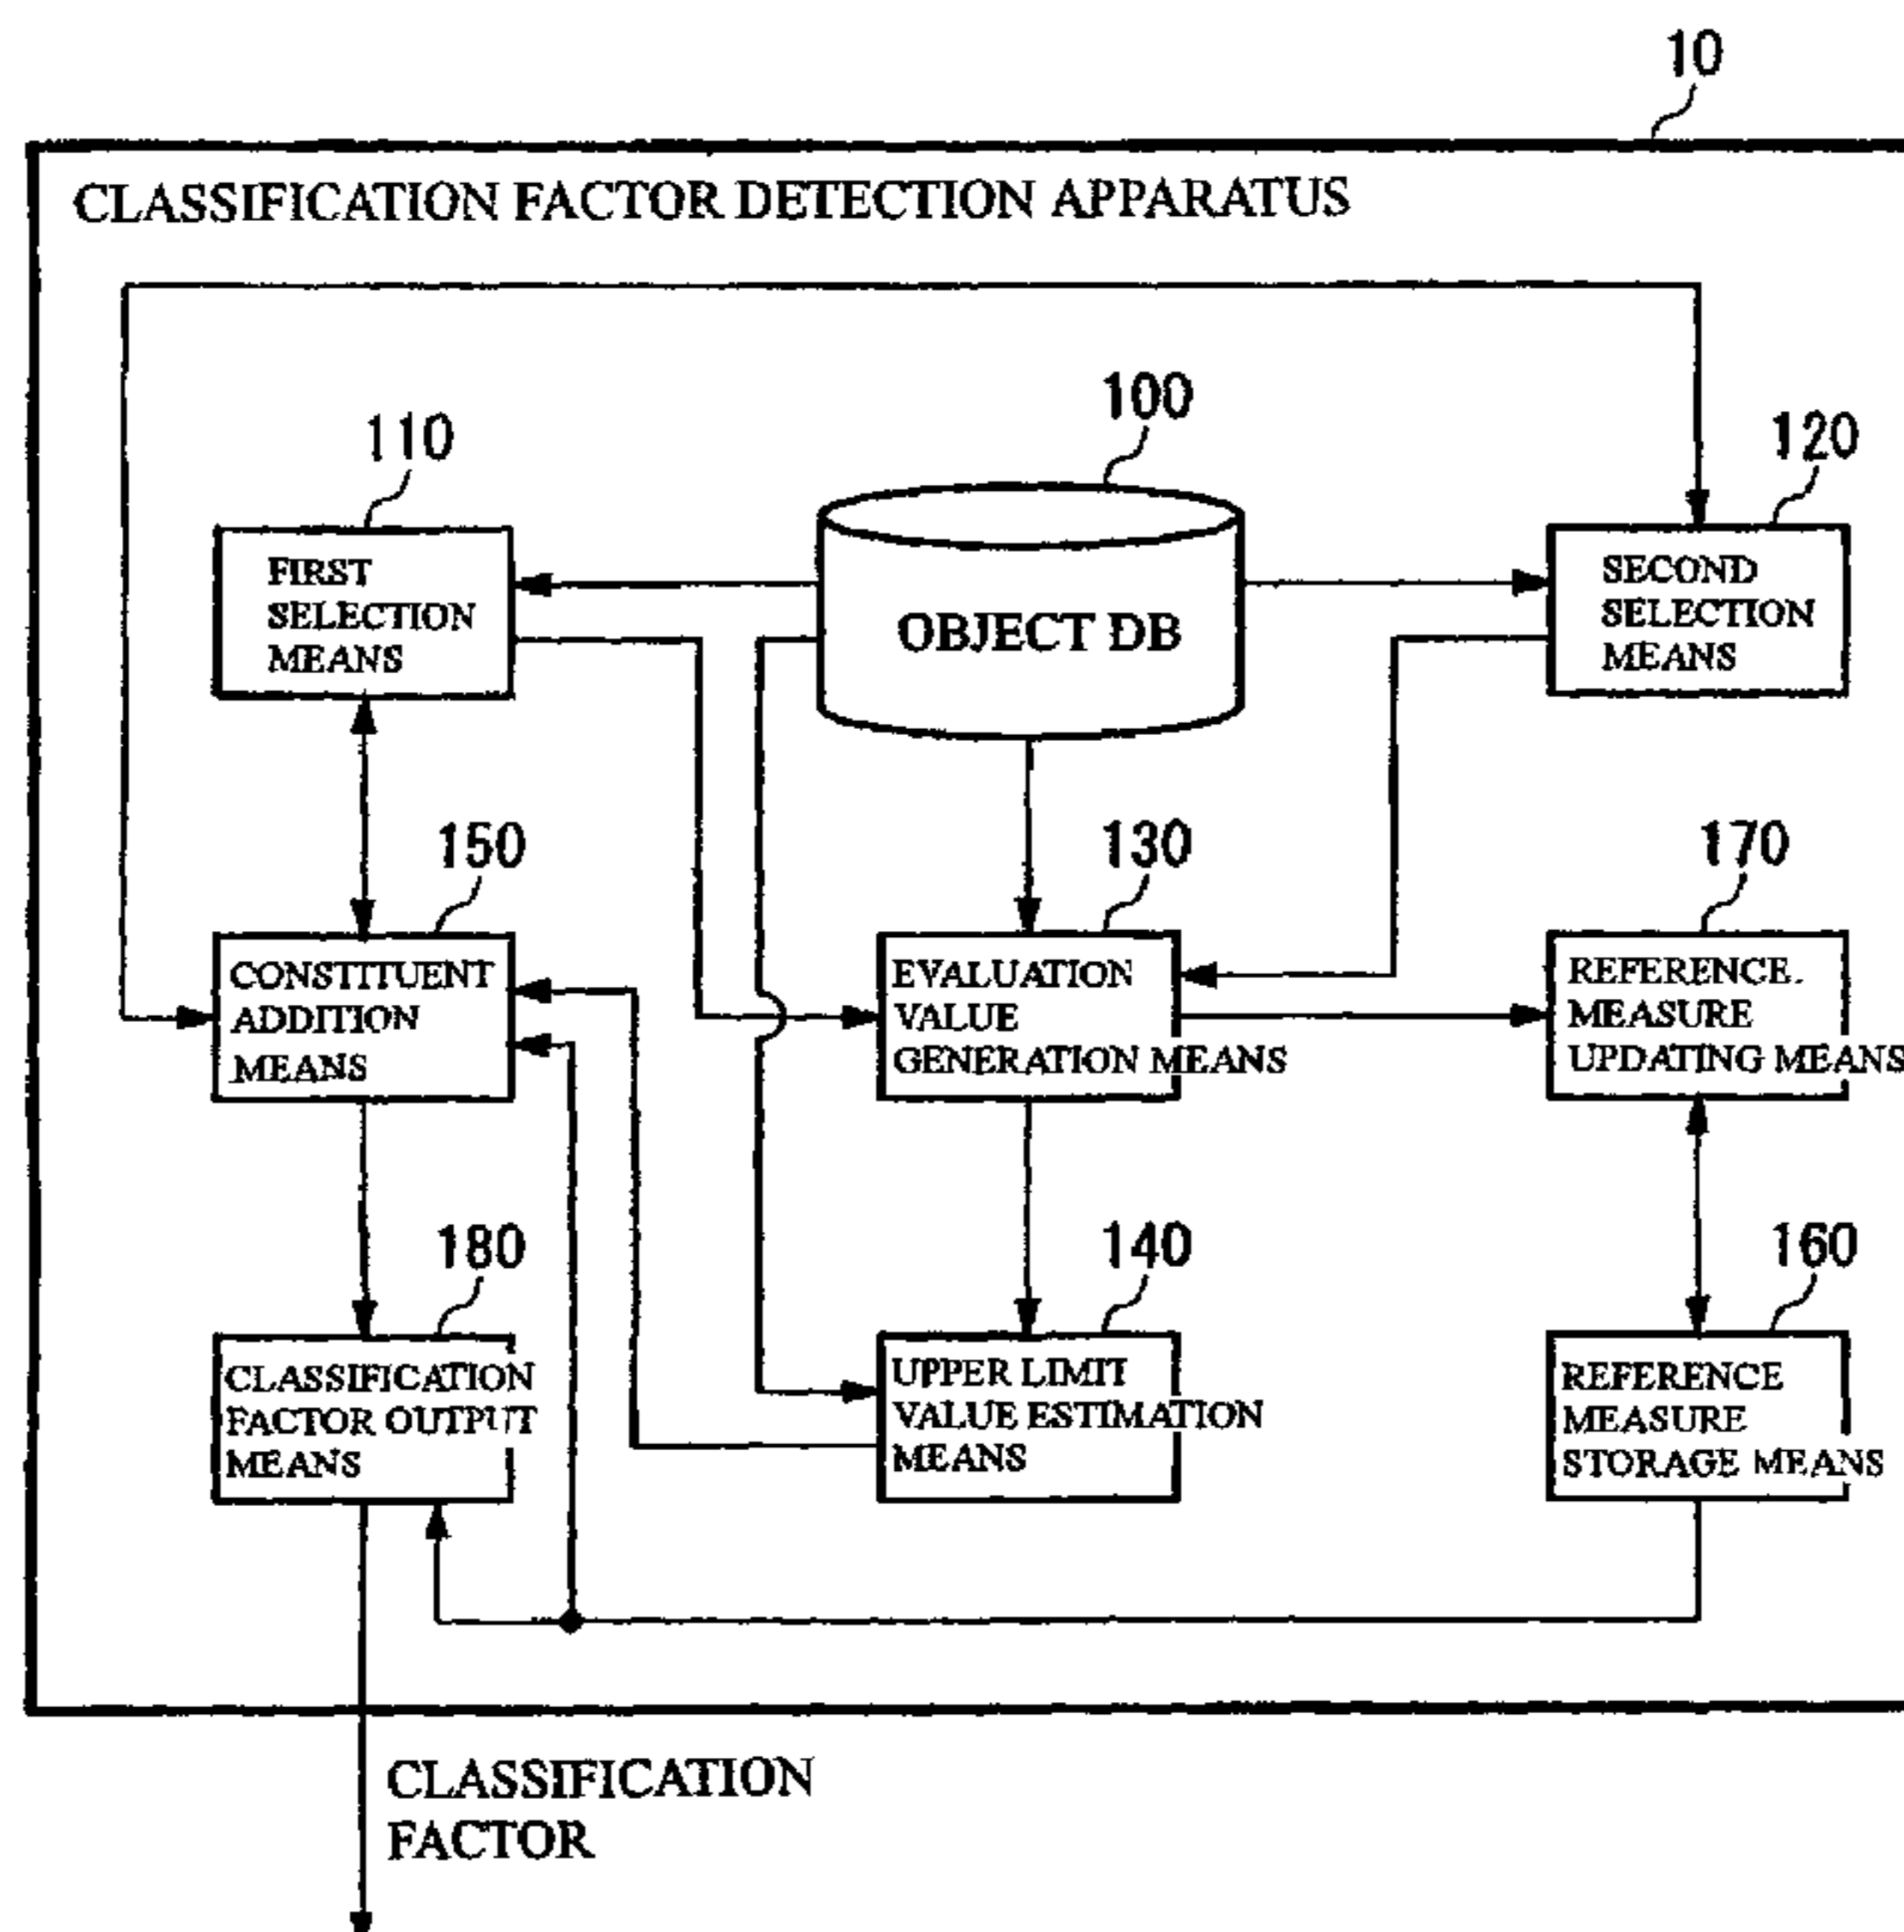 10
CLASSIFICATION FACTOR DETECTION APPARATUS
100
110
120
FIRST
SELECTION
MEANS
OBJECT DB
SECOND
SELECTION
MEANS
150
130
170
CONSTITUENT
ADDITION
MEANS
EVALUATION
VALUE
GENERATION MEANS
REFERENCE.
MEASURE
UPDATING MEANS
180
140
160
CLASSIFICATION
FACTOR OUTPUT
MEANS
UPPER LIMIT
VALUE ESTIMATION
MEANS
REFERENCE
MEASURE
STORAGE MEANS
CLASSIFICATION
FACTOR